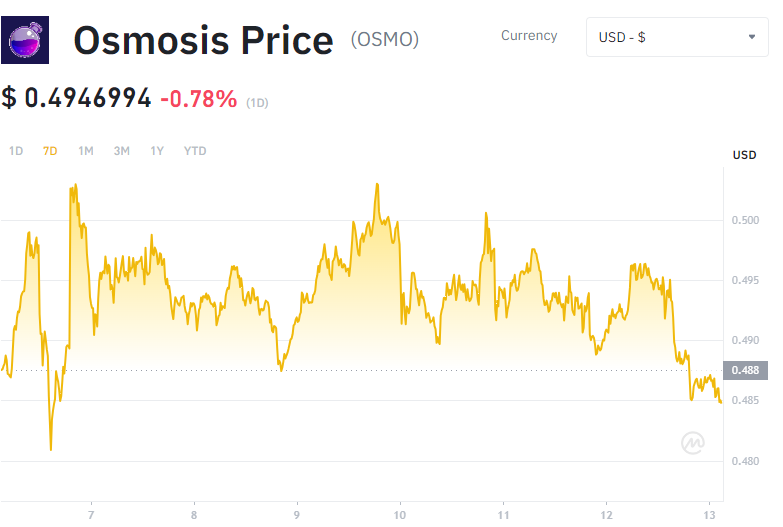 Osmosis Price (OSMO)
Currency
USD - $
$ 0.4946994 -0.78% (1D)
1D 7D 1M 3M 1Y YTD
USD
0.500
0.495
0.490
0.488
0.485
0.480
7 8 9 10 11 12 13